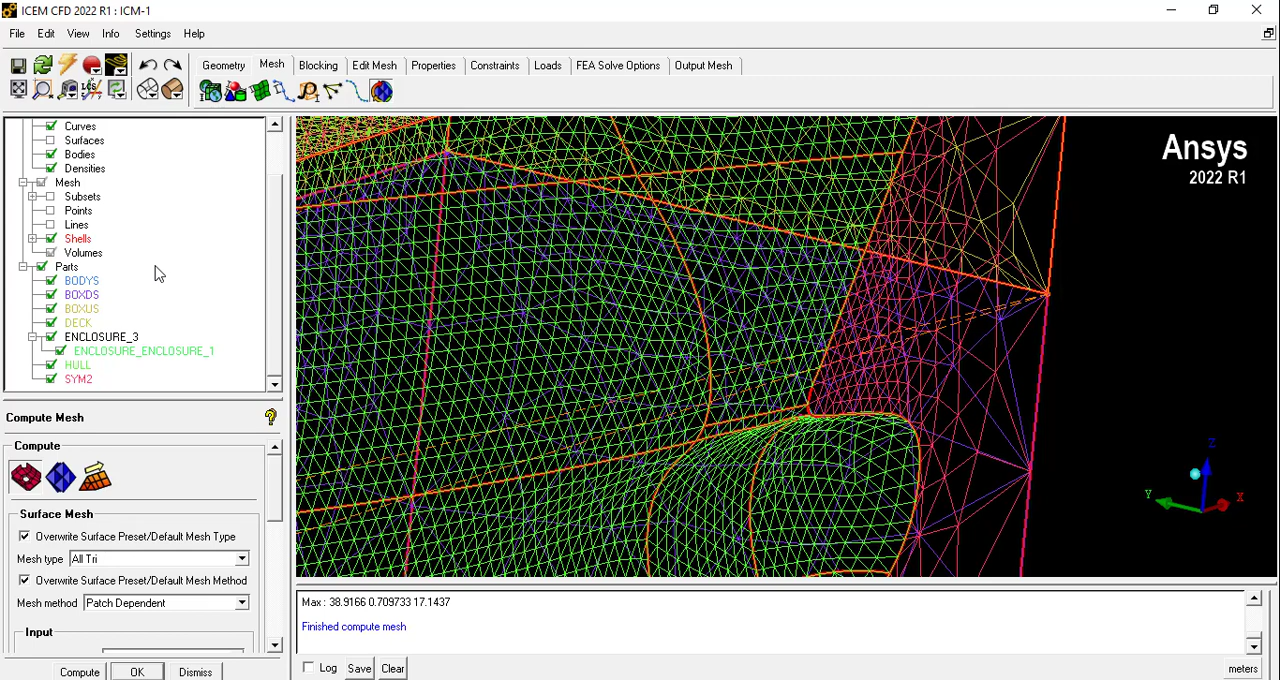 ICEM CFD 2022 R1 : ICM-1
File Edit View Info Settings Help
Geometry Mesh Blocking Edit Mesh Properties Constraints Loads FEA Solve Options Output Mesh
LCS
Curves
Surfaces
Bodies
Densities
Mesh
Subsets
Points
Lines
Shells
Volumes
Parts
BODYS
BOXDS
BOXUS
DECK
ENCLOSURE_3
ENCLOSURE_ENCLOSURE_1
HULL
SYM2
Compute Mesh
?
Compute
Surface Mesh
Overwrite Surface Preset/Default Mesh Type
Mesh type All Tri
Overwrite Surface Preset/Default Mesh Method
Mesh method Patch Dependent
Input
Compute OK Dismiss
Ansys
2022 R1
Z
Y
X
Max : 38.9166 0.709733 17.1437
Finished compute mesh
Log Save Clear
meters